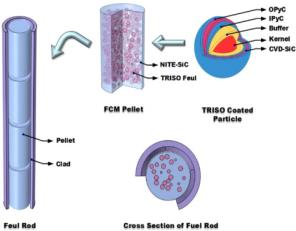 OPyC
IPyC
Buffer
Kernel
CVD-SiC
NITE-SiC
TRISO Feul
FCM Pellet
TRISO Coated
Particle
Pellet
Clad
Feul Rod
Cross Section of Fuel Rod